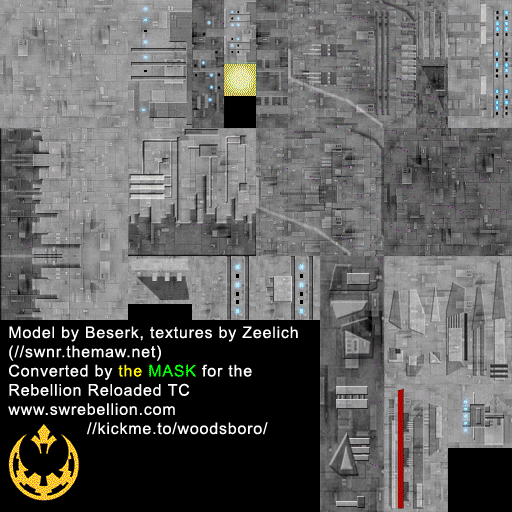 Model by Beserk, textures by Zeelich
(//swnr.themaw.net)
Converted by the MASK for the
Rebellion Reloaded TC
www.swrebellion.com
//kickme.to/woodsboro/